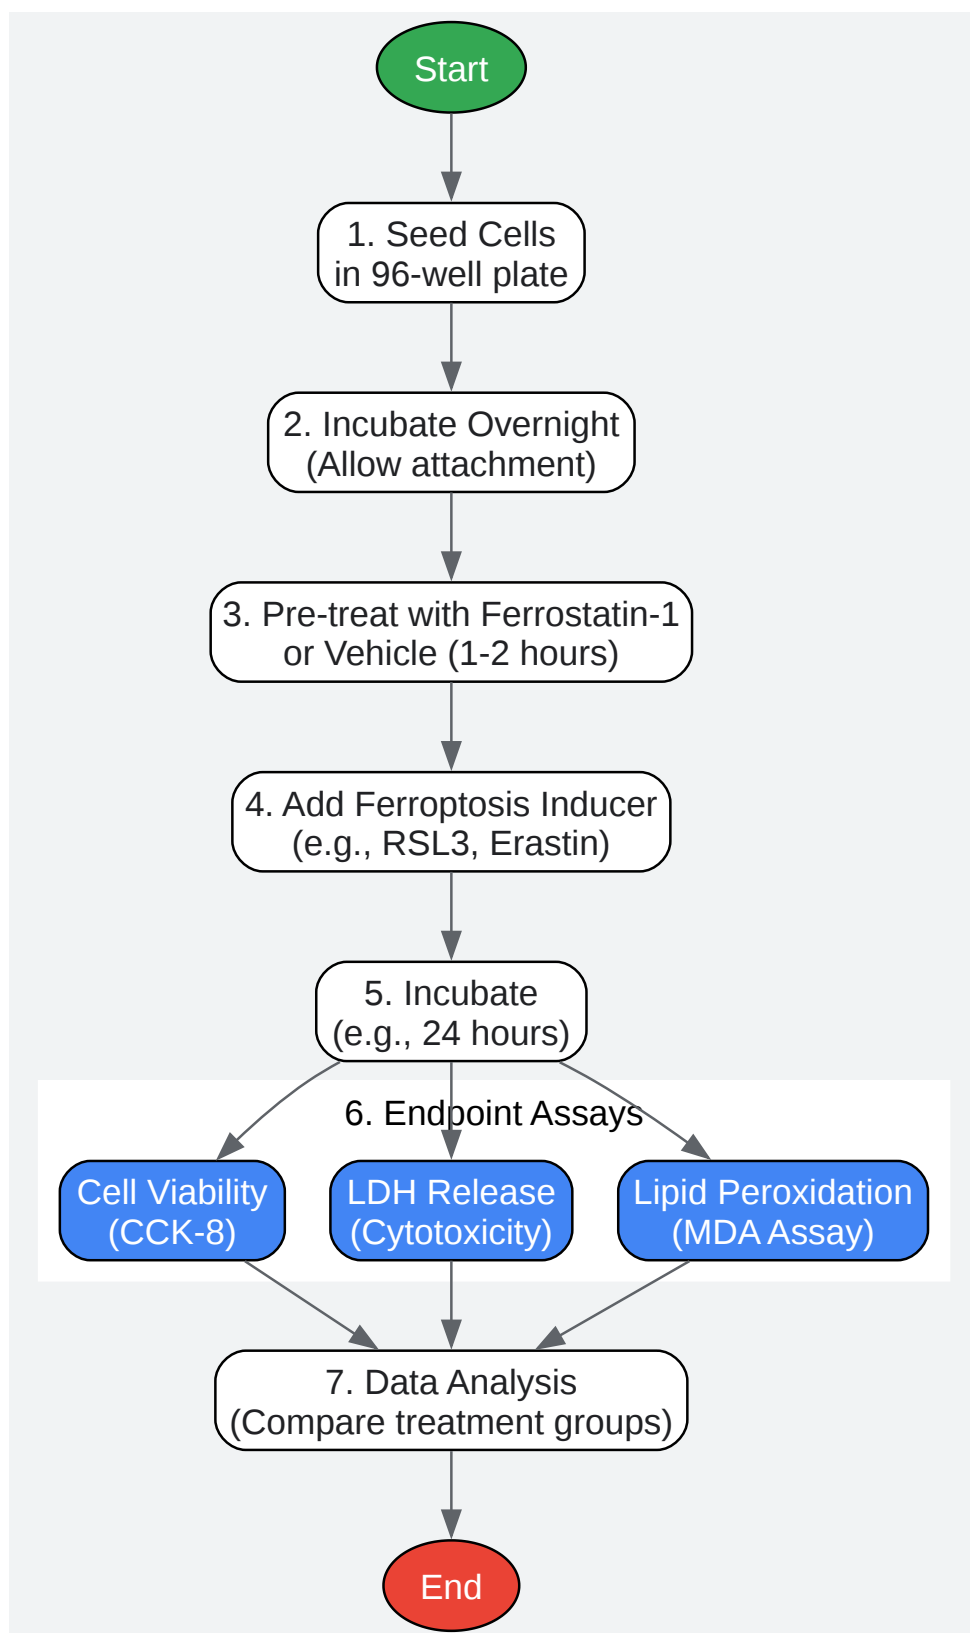 Start
1. Seed Cells
in 96-well plate
2. Incubate Overnight
(Allow attachment)
3. Pre-treat with Ferrostatin-1
or Vehicle (1-2 hours)
4. Add Ferroptosis Inducer
(e.g., RSL3, Erastin)
5. Incubate
(e.g., 24 hours)
6. Endpoint Assays
Cell Viability
(CCK-8)
LDH Release
(Cytotoxicity)
Lipid Peroxidation
(MDA Assay)
7. Data Analysis
(Compare treatment groups)
End